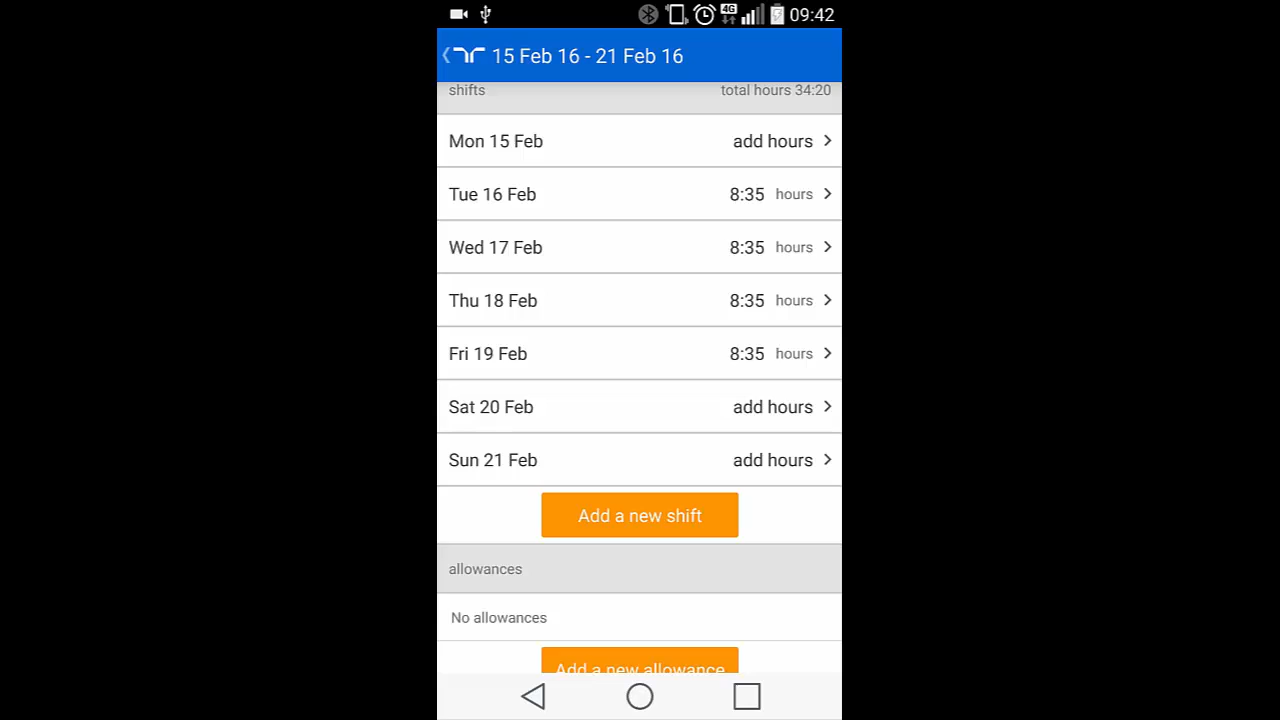 4G 09:42
15 Feb 16 - 21 Feb 16
shifts total hours 34:20
Mon 15 Feb add hours
Tue 16 Feb 8:35 hours
Wed 17 Feb 8:35 hours
Thu 18 Feb 8:35 hours
Fri 19 Feb 8:35 hours
Sat 20 Feb add hours
Sun 21 Feb add hours
Add a new shift
allowances
No allowances
Add a new allowance